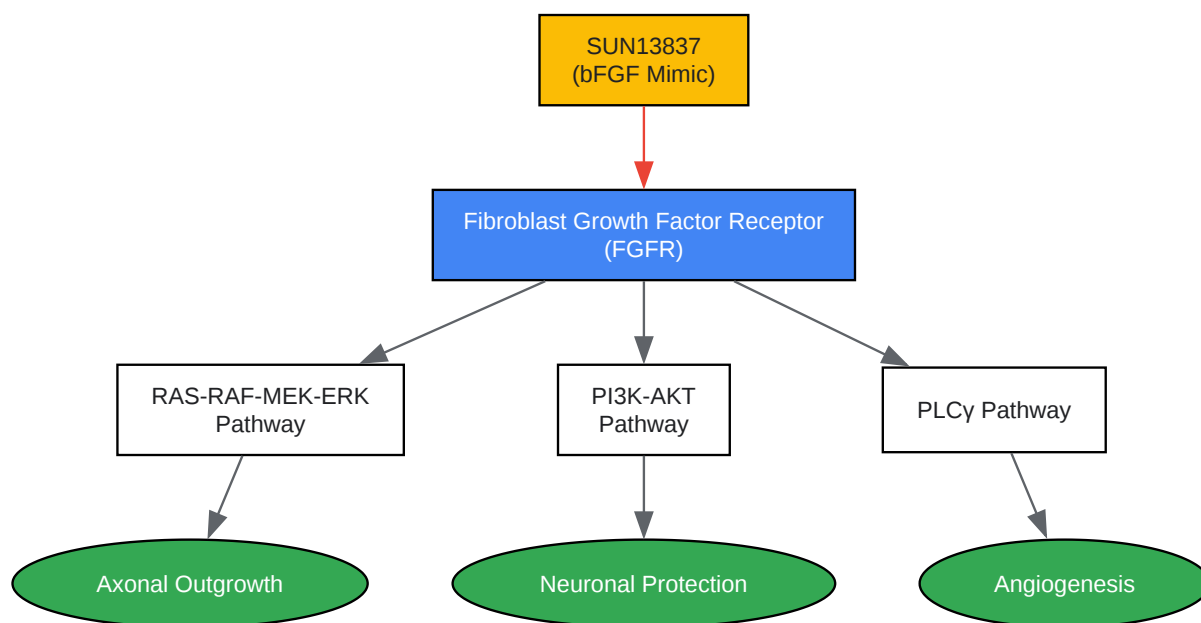 SUN13837
(bFGF Mimic)
Fibroblast Growth Factor Receptor
(FGFR)
RAS-RAF-MEK-ERK
Pathway
PI3K-AKT
Pathway
PLCγ Pathway
Axonal Outgrowth
Neuronal Protection
Angiogenesis